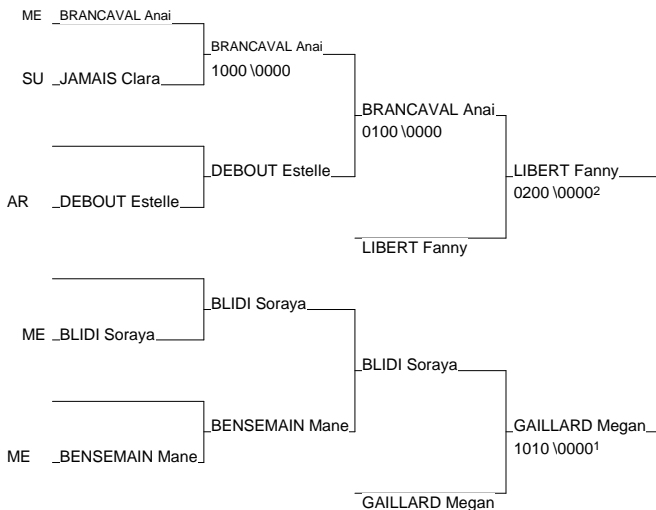 ME BRANCAVAL Anai
BRANCAVAL Anai
1000 \0000
SU JAMAIS Clara
BRANCAVAL Anai
0100 \0000
DEBOUT Estelle
LIBERT Fanny
0200 \0000²
AR DEBOUT Estelle
LIBERT Fanny
BLIDI Soraya
ME BLIDI Soraya
BLIDI Soraya
BENSEMAIN Mane
GAILLARD Megan
1010 \0000¹
ME BENSEMAIN Mane
GAILLARD Megan